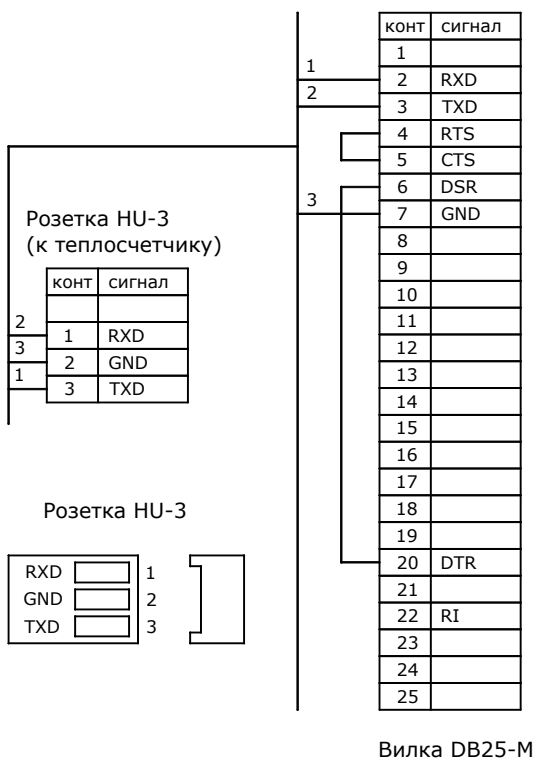 конт сигнал
1
1
2 RXD
2
3 TXD
4 RTS
5 CTS
6 DSR
3
7 GND
8
9
10
11
12
13
14
15
16
17
18
19
20 DTR
21
22 RI
23
24
25
Вилка DB25-M
Розетка HU-3
(к теплосчетчику)
конт сигнал
2
1 RXD
3
2 GND
1
3 TXD
Розетка HU-3
RXD 1
GND 2
TXD 3